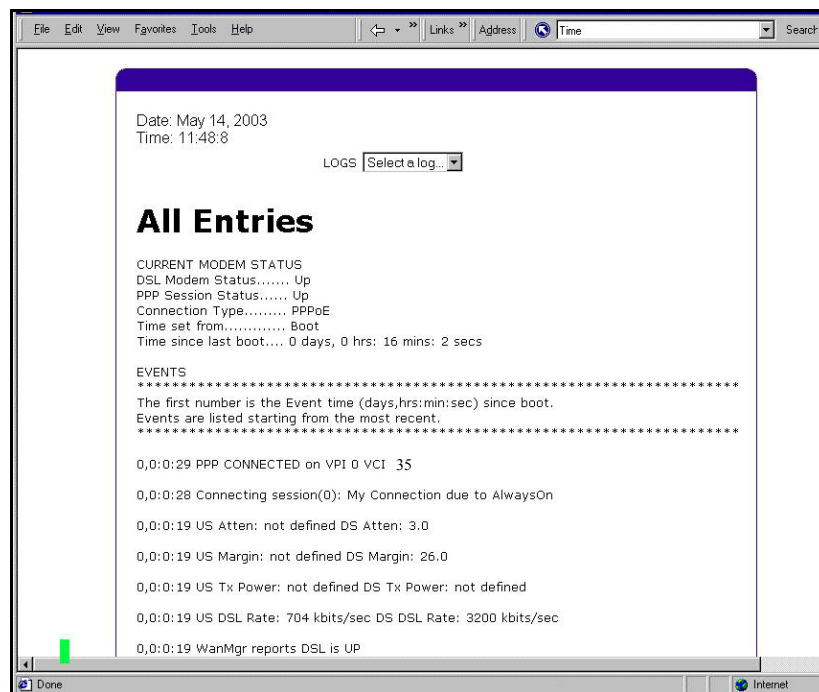 File Edit View Favorites Tools Help » Links » Address Time Search
Date: May 14, 2003
Time: 11:48:8
LOGS Select a log...
All Entries
CURRENT MODEM STATUS
DSL Modem Status....... Up
PPP Session Status...... Up
Connection Type......... PPPoE
Time set from............. Boot
Time since last boot.... 0 days, 0 hrs: 16 mins: 2 secs
EVENTS
************************************************************************
The first number is the Event time (days,hrs:min:sec) since boot.
Events are listed starting from the most recent.
************************************************************************
0,0:0:29 PPP CONNECTED on VPI 0 VCI 35
0,0:0:28 Connecting session(0): My Connection due to AlwaysOn
0,0:0:19 US Atten: not defined DS Atten: 3.0
0,0:0:19 US Margin: not defined DS Margin: 26.0
0,0:0:19 US Tx Power: not defined DS Tx Power: not defined
0,0:0:19 US DSL Rate: 704 kbits/sec DS DSL Rate: 3200 kbits/sec
0,0:0:19 WanMgr reports DSL is UP
Done Internet